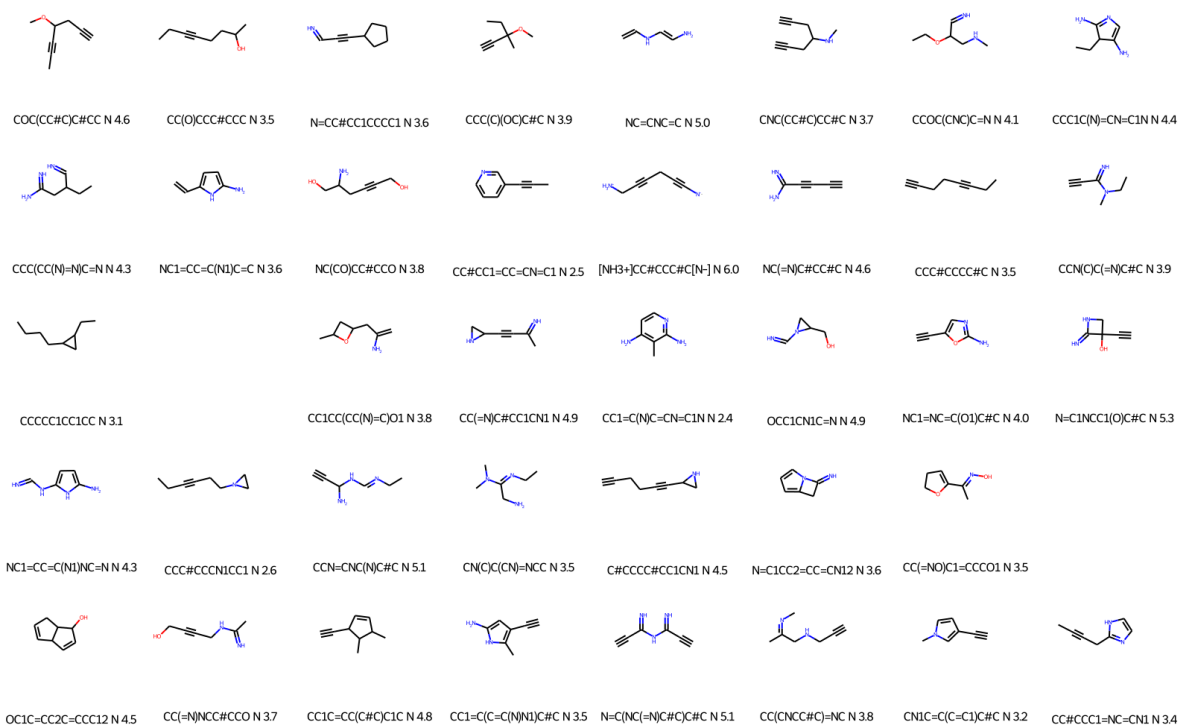 COC(CC#C)C#CC N 4.6
CC(O)CCC#CCC N 3.5
N=CC#CC1CCCC1 N 3.6
CCC(C)(OC)C#C N 3.9
NC=CNC=C N 5.0
CNC(CC#C)CC#C N 3.7
CCOC(CNC)C=N N 4.1
CCC1C(N)=CN=C1N N 4.4
CCC(CC(N)=N)C=N N 4.3
NC1=CC=C(N1)C=C N 3.6
NC(CO)CC#CCO N 3.8
CC#CC1=CC=CN=C1 N 2.5
[NH3+]CC#CCC#C[N-] N 6.0
NC(=N)C#CC#C N 4.6
CCC#CCCC#C N 3.5
CCN(C)C(=N)C#C N 3.9
CCCCC1CC1CC N 3.1
CC1CC(CC(N)=C)O1 N 3.8
CC(=N)C#CC1CN1 N 4.9
CC1=C(N)C=CN=C1N N 2.4
OCC1CN1C=N N 4.9
NC1=NC=C(O1)C#C N 4.0
N=C1NCC1(O)C#C N 5.3
NC1=CC=C(N1)NC=N N 4.3
CCC#CCCN1CC1 N 2.6
CCN=CNC(N)C#C N 5.1
CN(C)C(CN)=NCC N 3.5
C#CCCC#CC1CN1 N 4.5
N=C1CC2=CC=CN12 N 3.6
CC(=NO)C1=CCCO1 N 3.5
OC1C=CC2C=CCC12 N 4.5
CC(=N)NCC#CCO N 3.7
CC1C=CC(C#C)C1C N 4.8
CC1=C(C=C(N)N1)C#C N 3.5
N=C(NC(=N)C#C)C#C N 5.1
CC(CNCC#C)=NC N 3.8
CN1C=C(C=C1)C#C N 3.2
CC#CCC1=NC=CN1 N 3.4